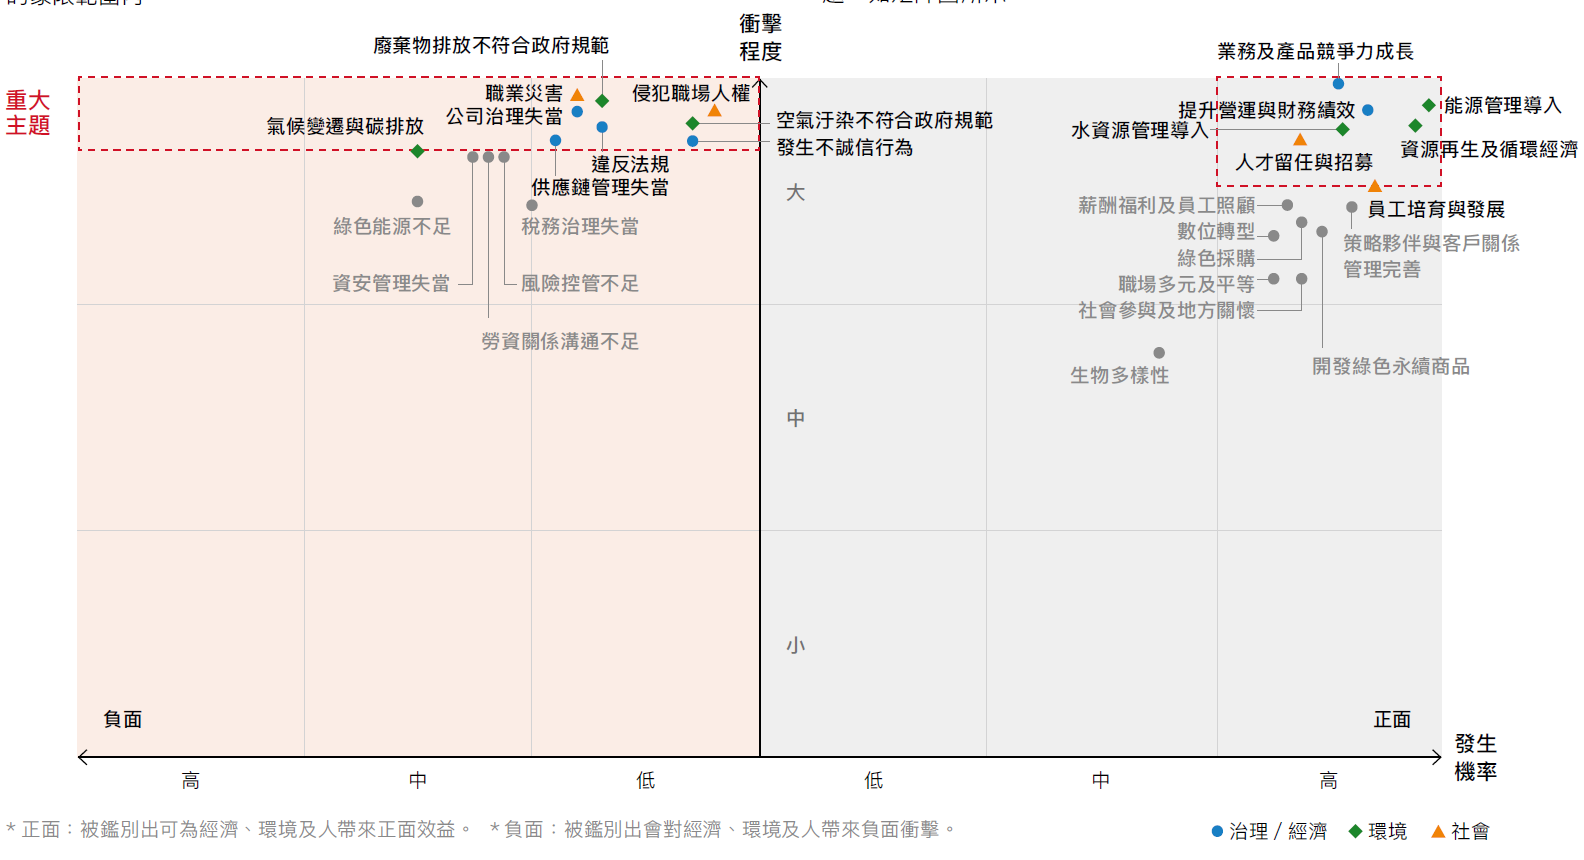 衝擊
程度
廢棄物排放不符合政府規範
業務及產品競爭力成長
重大
主題
職業災害
侵犯職場人權
公司治理失當
氣候變遷與碳排放
空氣汙染不符合政府規範
發生不誠信行為
違反法規
供應鏈管理失當
提升營運與財務績效
能源管理導入
水資源管理導入
資源再生及循環經濟
人才留任與招募
大
綠色能源不足
稅務治理失當
薪酬福利及員工照顧
員工培育與發展
數位轉型
策略夥伴與客戶關係
管理完善
綠色採購
資安管理失當
風險控管不足
職場多元及平等
社會參與及地方關懷
勞資關係溝通不足
生物多樣性
開發綠色永續商品
中
小
負面
正面
發生
機率
高
中
低
低
中
高
* 正面：被鑑別出可為經濟、環境及人帶來正面效益。 * 負面：被鑑別出會對經濟、環境及人帶來負面衝擊。
治理 / 經濟 環境 社會